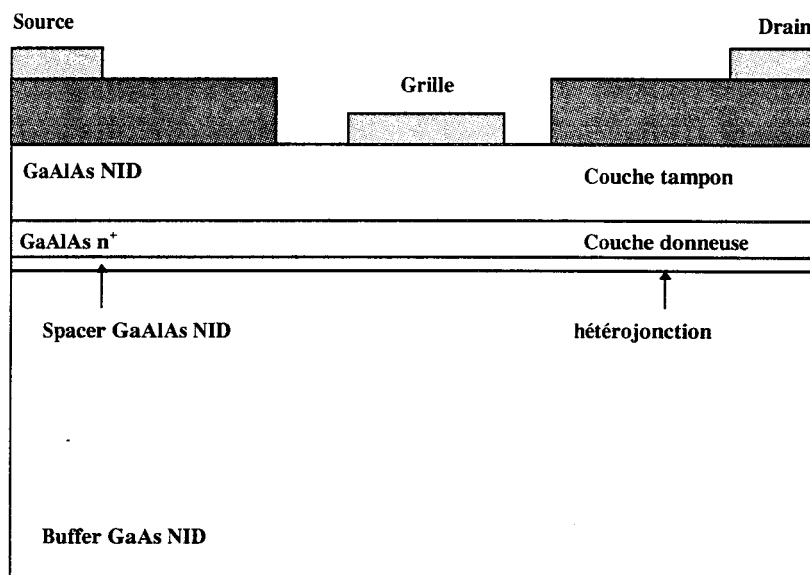 Source
Drain
Grille
GaAlAs NID
Couche tampon
GaAlAs n⁺
Couche donneuse
Spacer GaAlAs NID
hétérojonction
Buffer GaAs NID